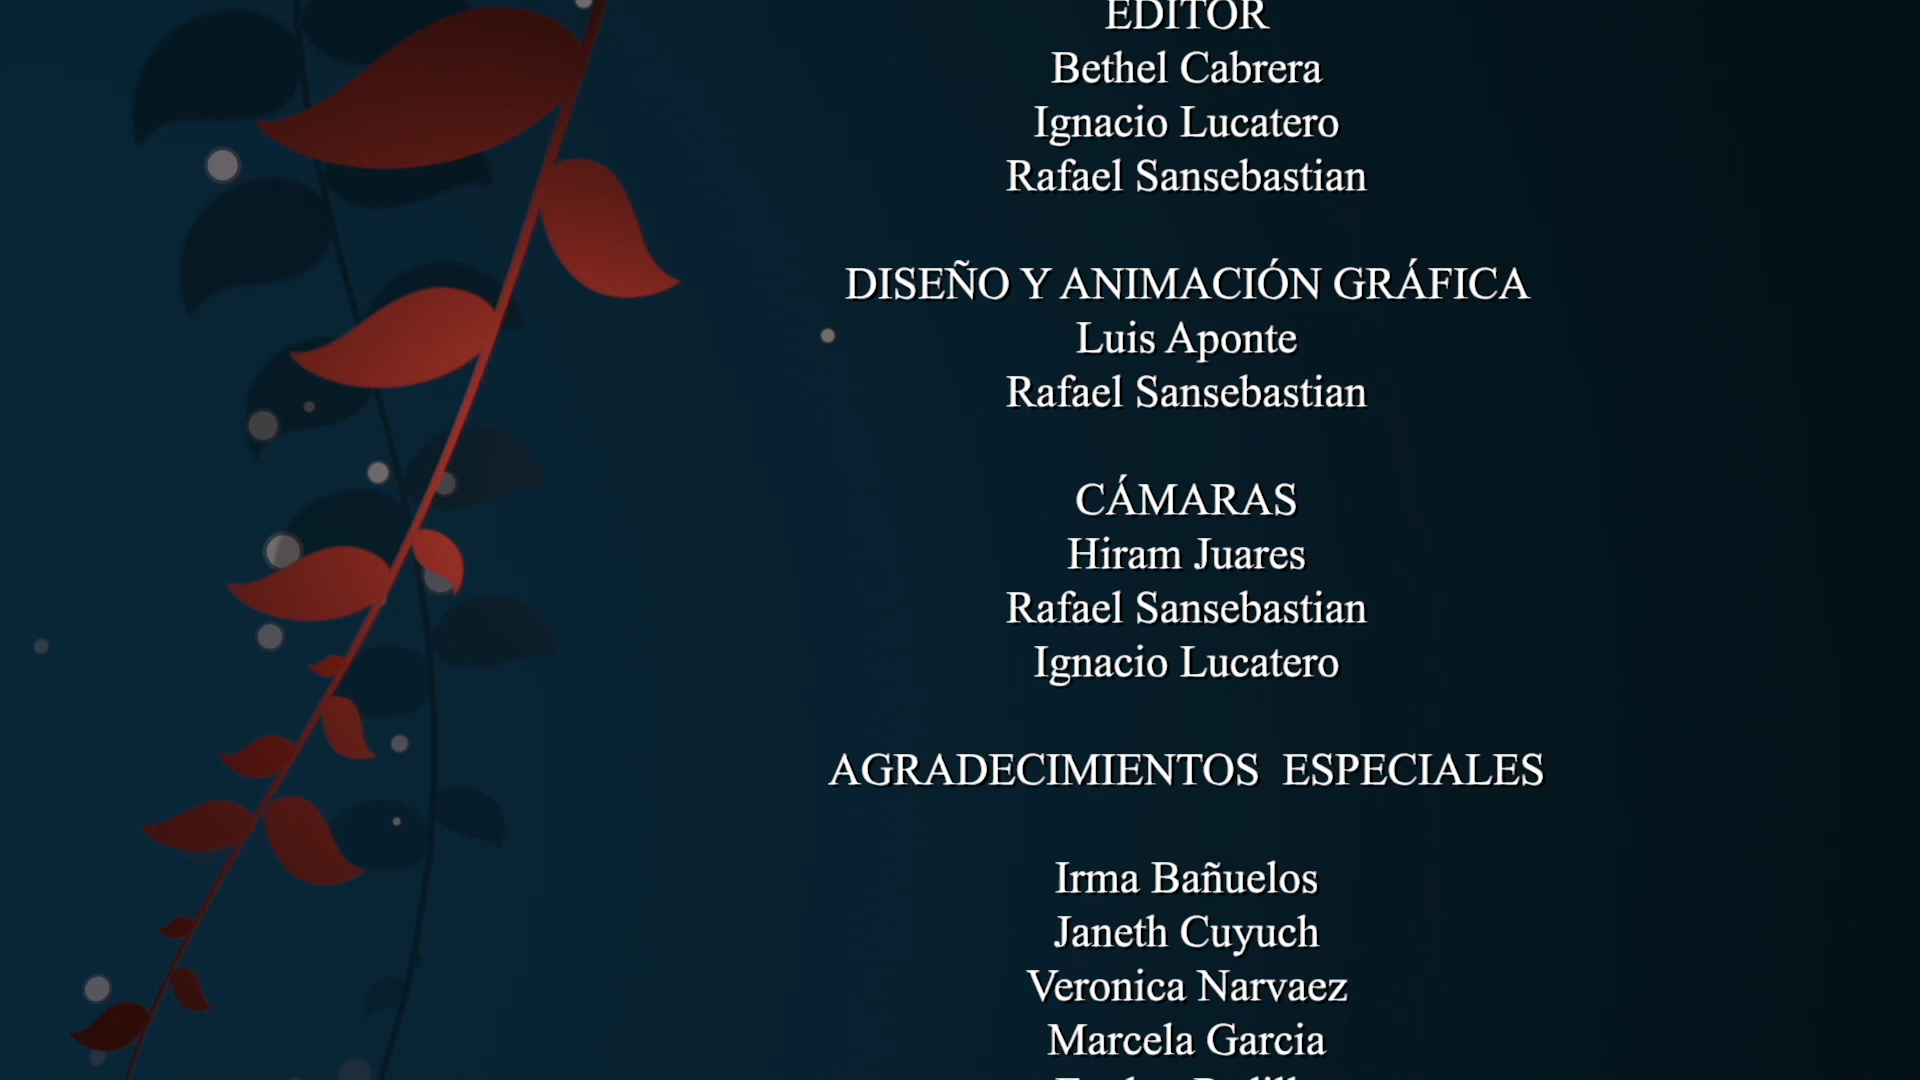 EDITOR
Bethel Cabrera
Ignacio Lucatero
Rafael Sansebastian
DISEÑO Y ANIMACIÓN GRÁFICA
Luis Aponte
Rafael Sansebastian
CÁMARAS
Hiram Juares
Rafael Sansebastian
Ignacio Lucatero
AGRADECIMIENTOS ESPECIALES
Irma Bañuelos
Janeth Cuyuch
Veronica Narvaez
Marcela Garcia